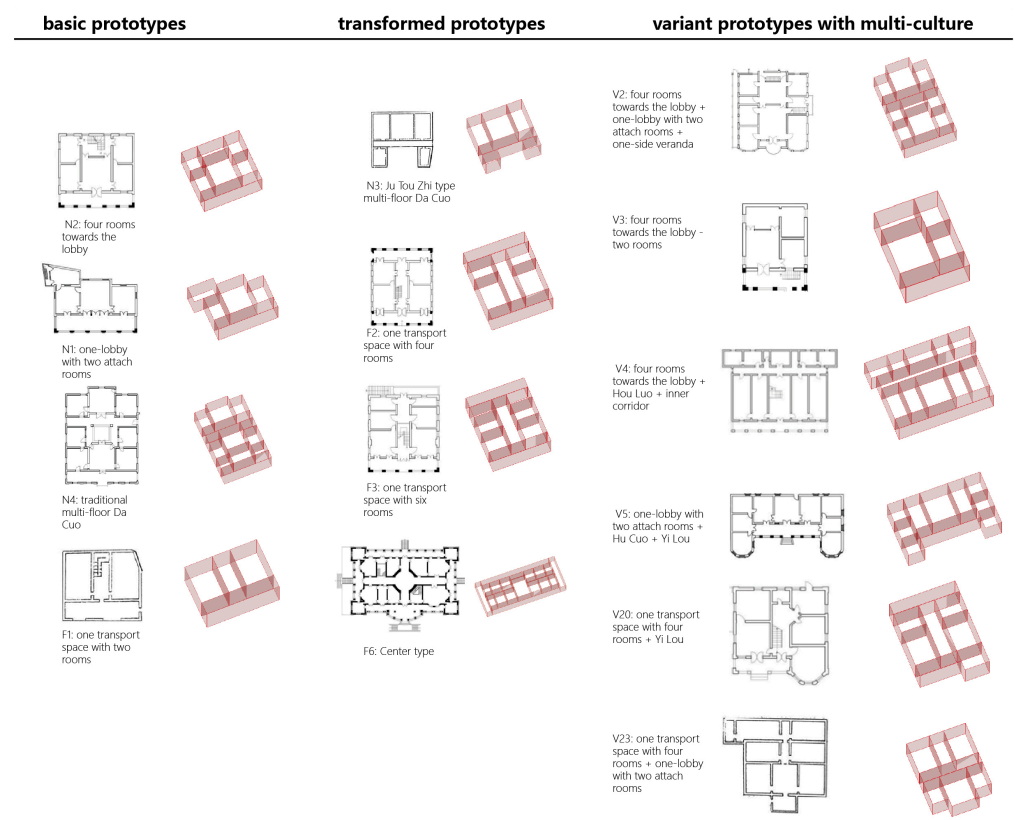 basic prototypes
transformed prototypes
variant prototypes with multi-culture
N2: four rooms
towards the
lobby
N1: one-lobby
with two attach
rooms
N4: traditional
multi-floor Da
Cuo
F1: one transport
space with two
rooms
N3: Ju Tou Zhi type
multi-floor Da Cuo
F2: one transport
space with four
rooms
F3: one transport
space with six
rooms
F6: Center type
V2: four rooms
towards the lobby +
one-lobby with two
attach rooms +
one-side veranda
V3: four rooms
towards the lobby -
two rooms
V4: four rooms
towards the lobby +
Hou Luo + inner
corridor
V5: one-lobby with
two attach rooms +
Hu Cuo + Yi Lou
V20: one transport
space with four
rooms + Yi Lou
V23: one transport
space with four
rooms + one-lobby
with two attach
rooms